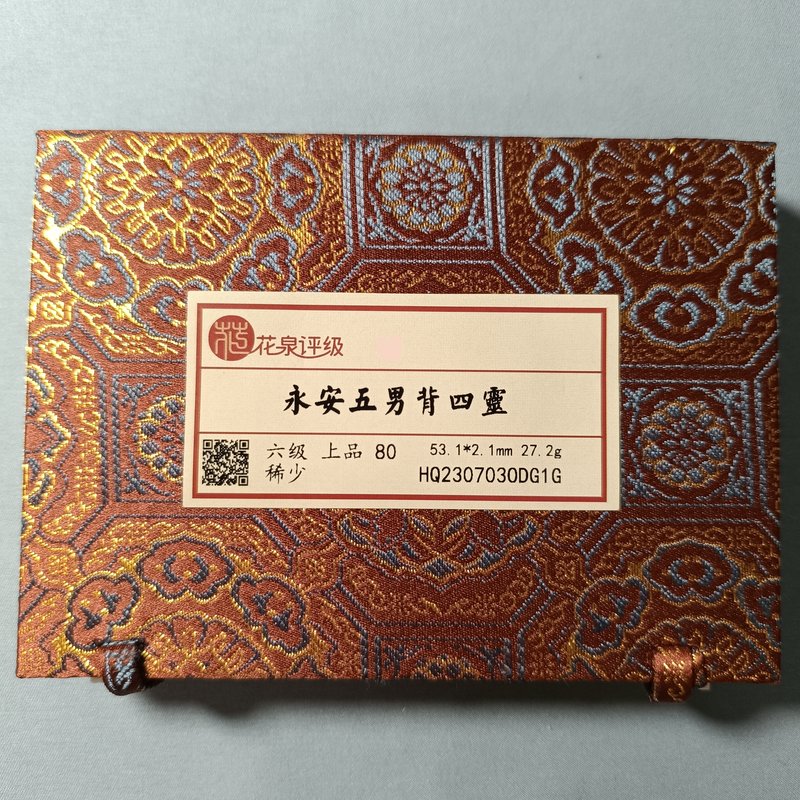 花泉评级
永安五男背四靈
六级 上品 80 53.1*2.1mm 27.2g
稀少 HQ2307030DG1G